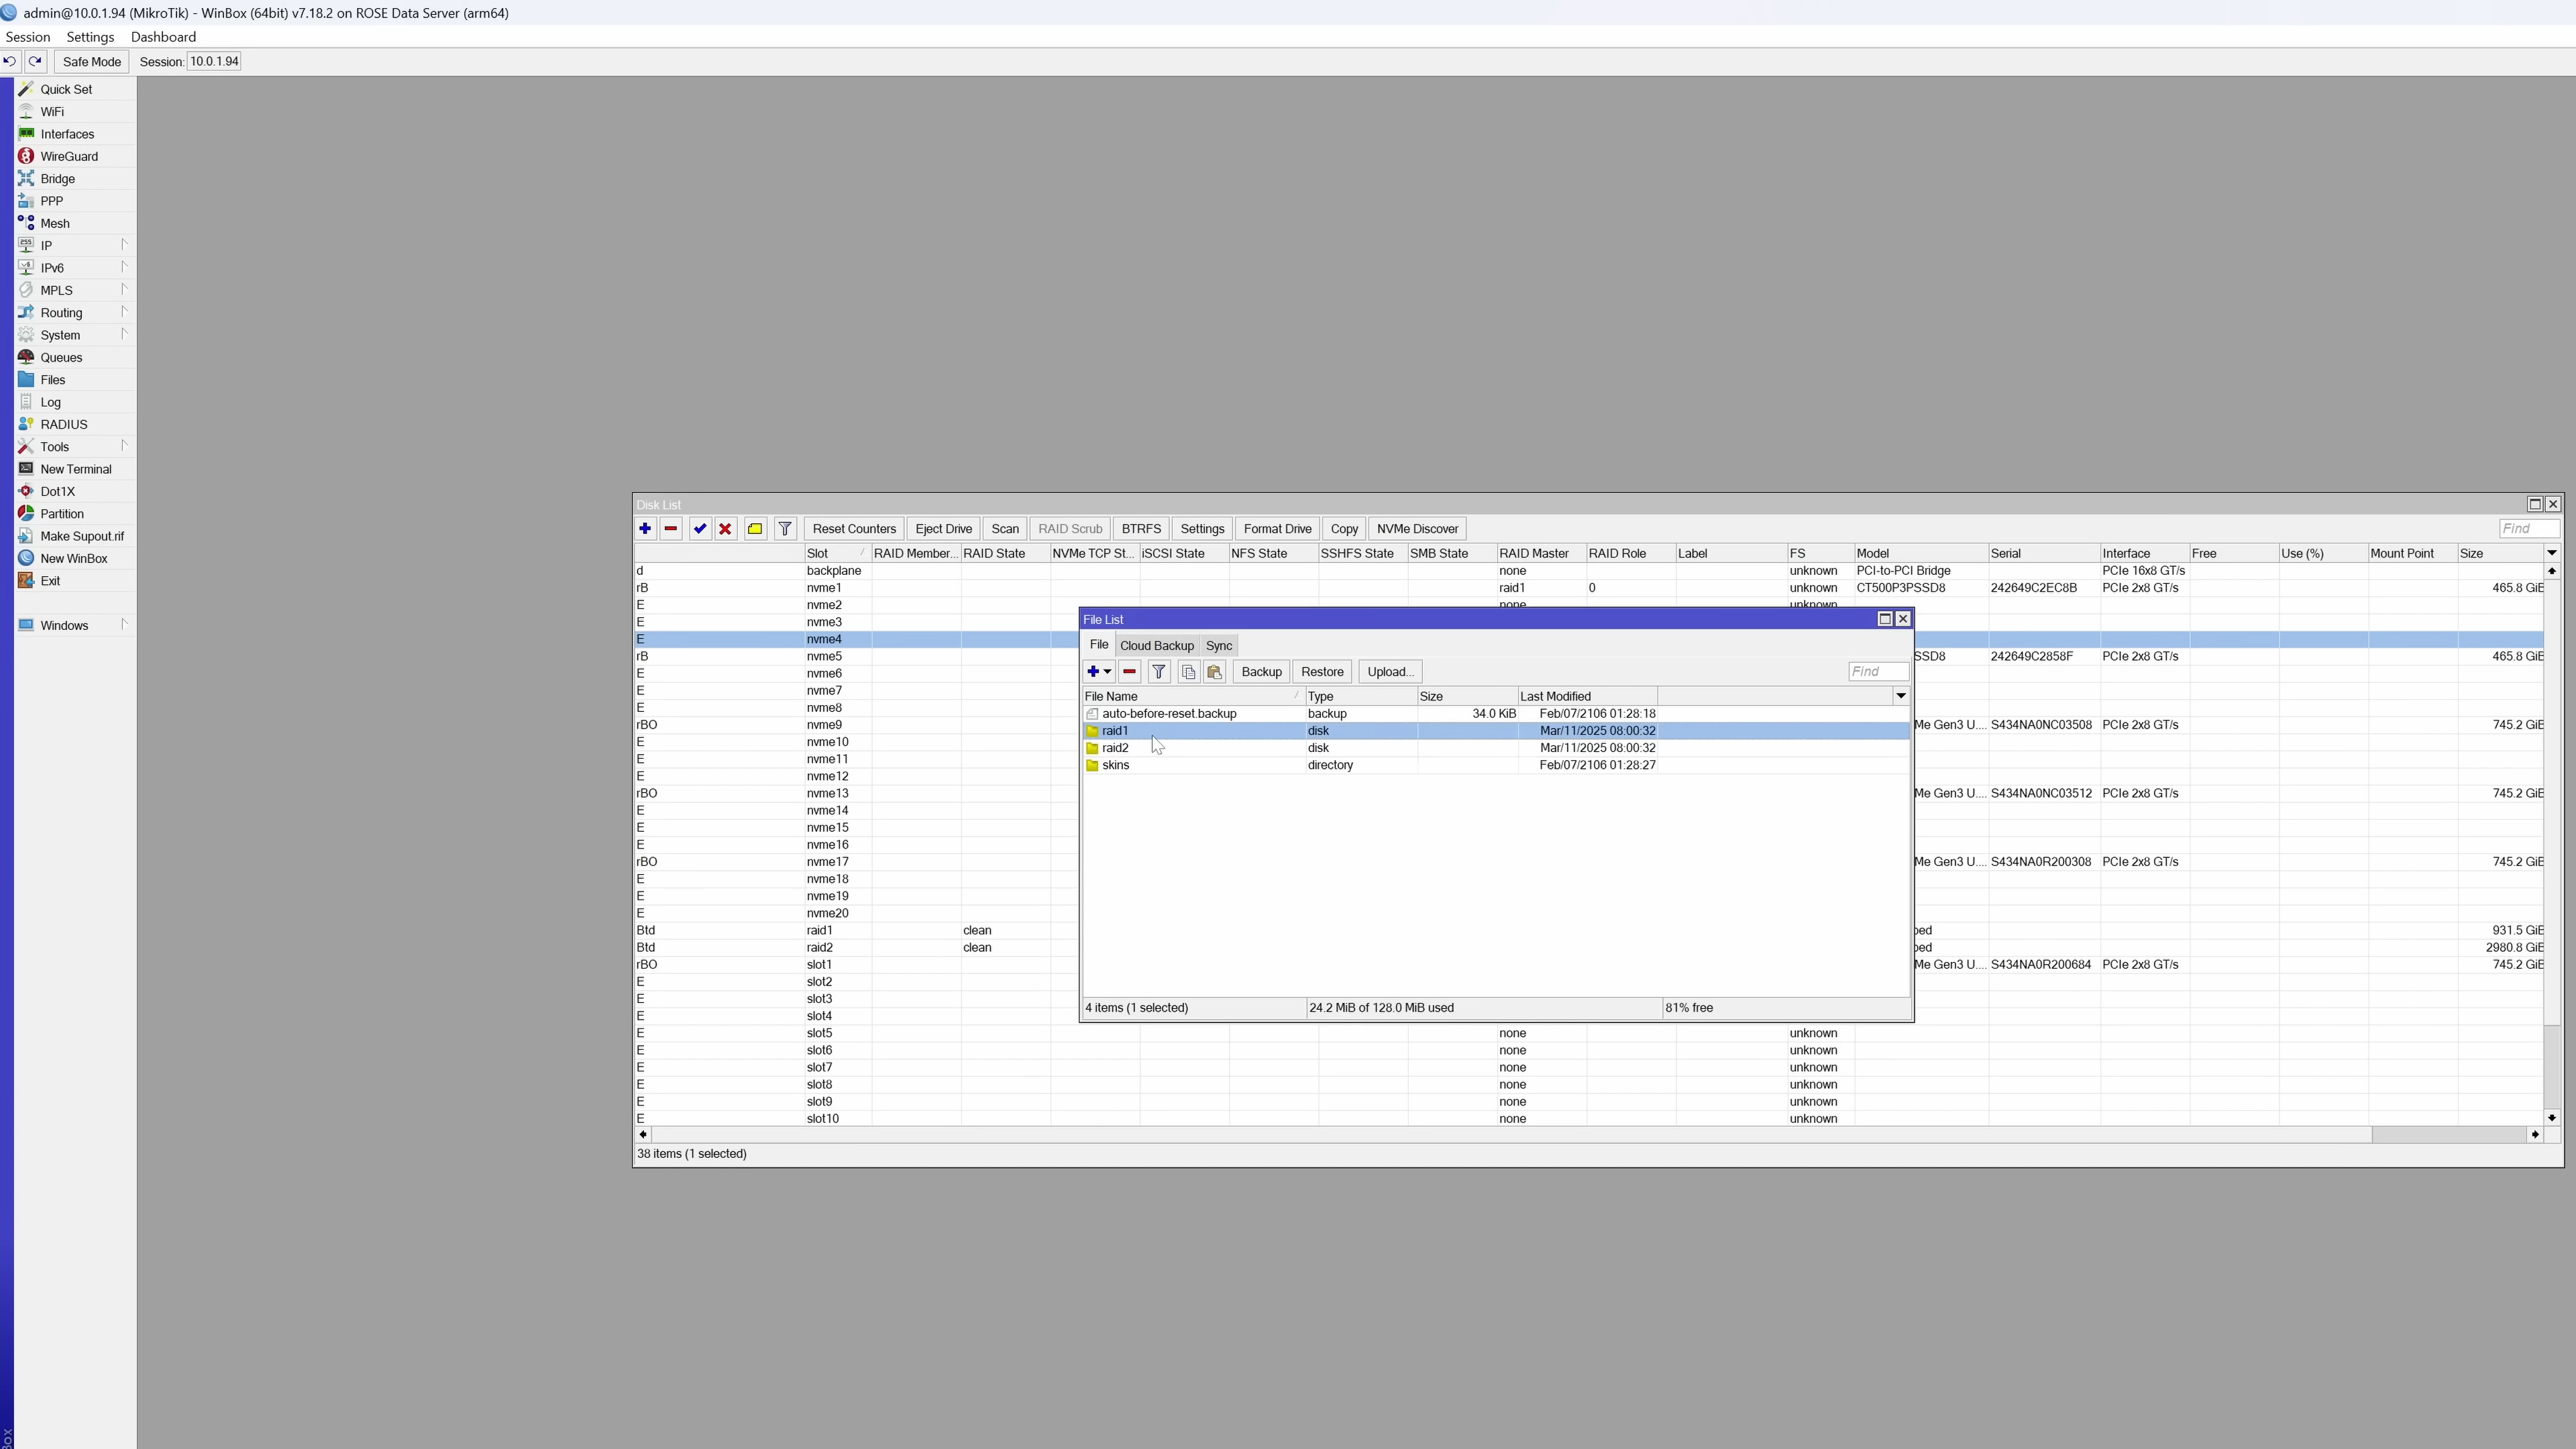 admin@10.0.1.94 (MikroTik) - WinBox (64bit) v7.18.2 on ROSE Data Server (arm64)
Session Settings Dashboard
Safe Mode Session: 10.0.1.94
Quick Set
WiFi
Interfaces
WireGuard
Bridge
PPP
Mesh
IP
IPv6
MPLS
Routing
System
Queues
Files
Log
RADIUS
Tools
New Terminal
Dot1X
Partition
Make Supout.rif
New WinBox
Exit
Windows
Disk List
Reset Counters Eject Drive Scan RAID Scrub BTRFS Settings Format Drive Copy NVMe Discover Find
Slot RAID Member... RAID State NVMe TCP St... iSCSI State NFS State SSHFS State SMB State RAID Master RAID Role Label FS Model Serial Interface Free Use (%) Mount Point Size
d backplane none unknown PCI-to-PCI Bridge PCIe 16x8 GT/s
rB nvme1 raid1 0 unknown CT500P3PSSD8 242649C2EC8B PCIe 2x8 GT/s 465.8 GiB
E nvme2 none unknown
E nvme3
E nvme4
rB nvme5 SSD8 242649C2858F PCIe 2x8 GT/s 465.8 GiB
E nvme6
E nvme7
E nvme8
rBO nvme9 Me Gen3 U.... S434NA0NC03508 PCIe 2x8 GT/s 745.2 GiB
E nvme10
E nvme11
E nvme12
rBO nvme13 Me Gen3 U.... S434NA0NC03512 PCIe 2x8 GT/s 745.2 GiB
E nvme14
E nvme15
E nvme16
rBO nvme17 Me Gen3 U.... S434NA0R200308 PCIe 2x8 GT/s 745.2 GiB
E nvme18
E nvme19
E nvme20
Btd raid1 clean ped 931.5 GiB
Btd raid2 clean ped 2980.8 GiB
rBO slot1 Me Gen3 U.... S434NA0R200684 PCIe 2x8 GT/s 745.2 GiB
E slot2
E slot3
E slot4
E slot5 none unknown
E slot6 none unknown
E slot7 none unknown
E slot8 none unknown
E slot9 none unknown
E slot10 none unknown
38 items (1 selected)
File List
File Cloud Backup Sync
Backup Restore Upload... Find
File Name Type Size Last Modified
auto-before-reset.backup backup 34.0 KiB Feb/07/2106 01:28:18
raid1 disk Mar/11/2025 08:00:32
raid2 disk Mar/11/2025 08:00:32
skins directory Feb/07/2106 01:28:27
4 items (1 selected) 24.2 MiB of 128.0 MiB used 81% free